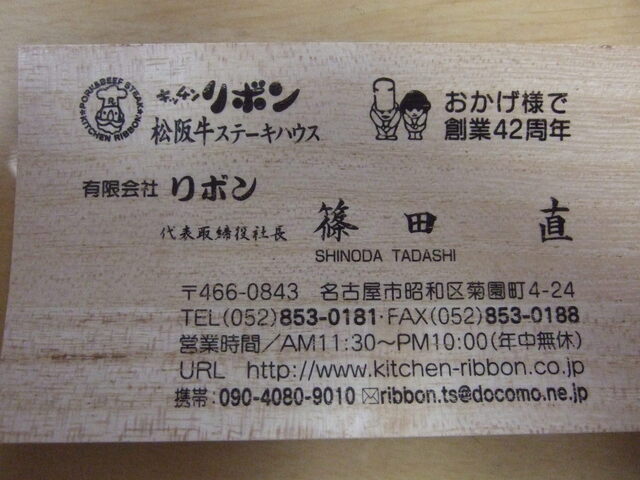 PORK&BEEF STEAK
KITCHEN RIBBON
キッチンリボン
松阪牛ステーキハウス
おかげ様で
創業42周年
有限会社 リボン
代表取締役社長 篠田 直
SHINODA TADASHI
〒466-0843 名古屋市昭和区菊園町4-24
TEL(052)853-0181・FAX(052)853-0188
営業時間／AM11:30〜PM10:00(年中無休)
URL http://www.kitchen-ribbon.co.jp
携帯:090-4080-9010 ✉ribbon.ts@docomo.ne.jp